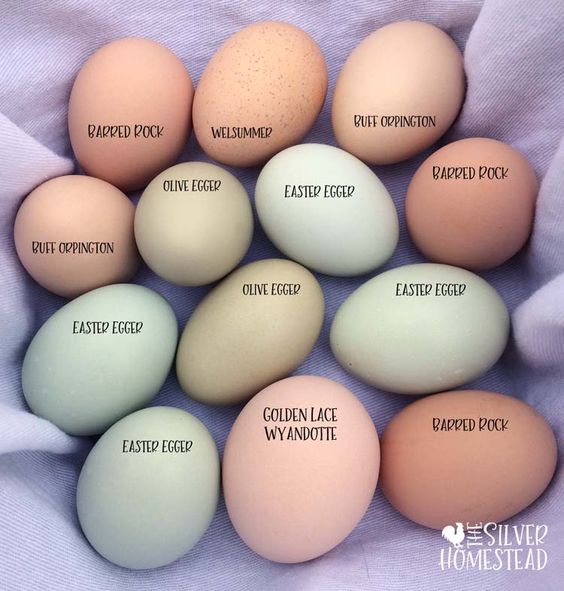 BARRED ROCK
WELSUMMER
BUFF ORPINGTON
OLIVE EGGER
EASTER EGGER
BARRED ROCK
BUFF ORPINGTON
EASTER EGGER
OLIVE EGGER
EASTER EGGER
EASTER EGGER
GOLDEN LACE
WYANDOTTE
BARRED ROCK
THE SILVER
HOMESTEAD